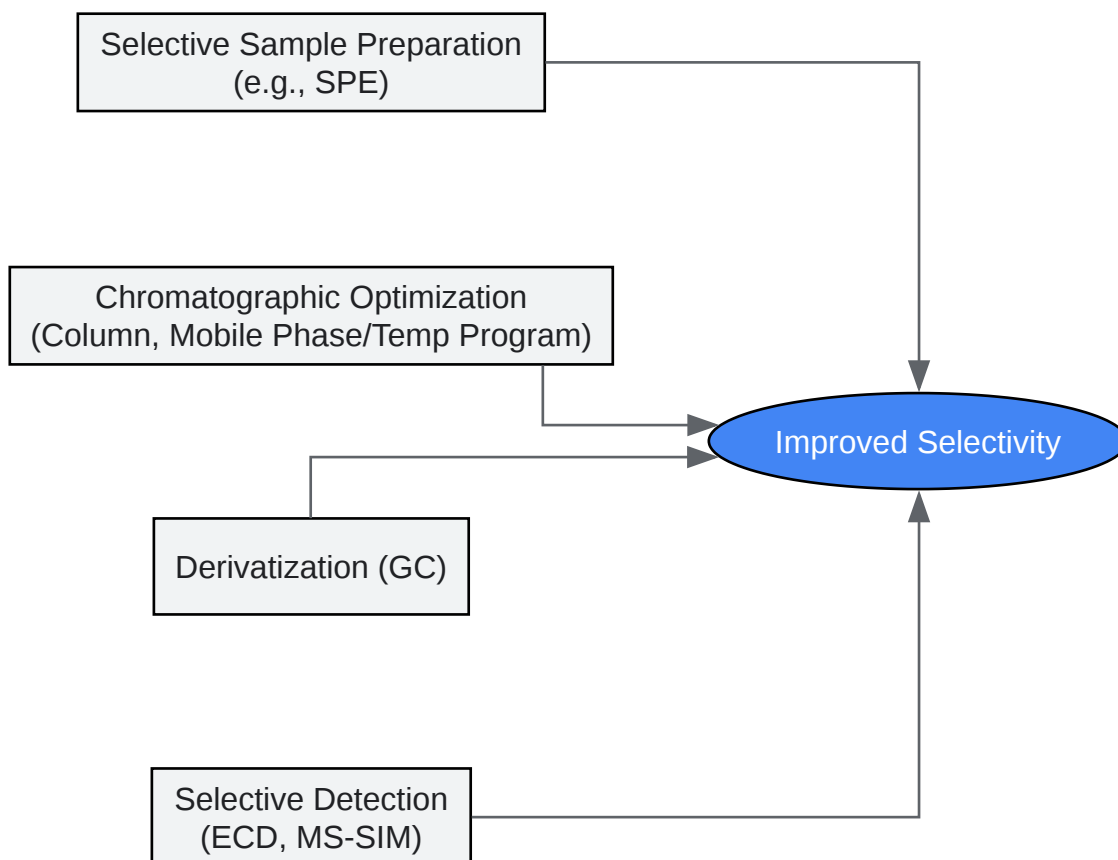 Selective Sample Preparation
(e.g., SPE)
Chromatographic Optimization
(Column, Mobile Phase/Temp Program)
Improved Selectivity
Derivatization (GC)
Selective Detection
(ECD, MS-SIM)